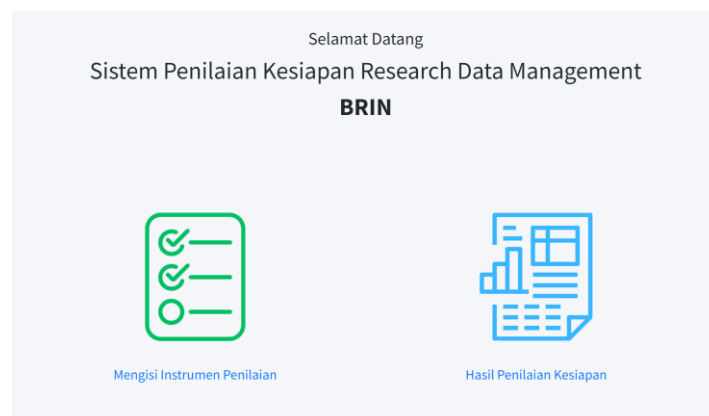 Selamat Datang
Sistem Penilaian Kesiapan Research Data Management
BRIN
Mengisi Instrumen Penilaian
Hasil Penilaian Kesiapan